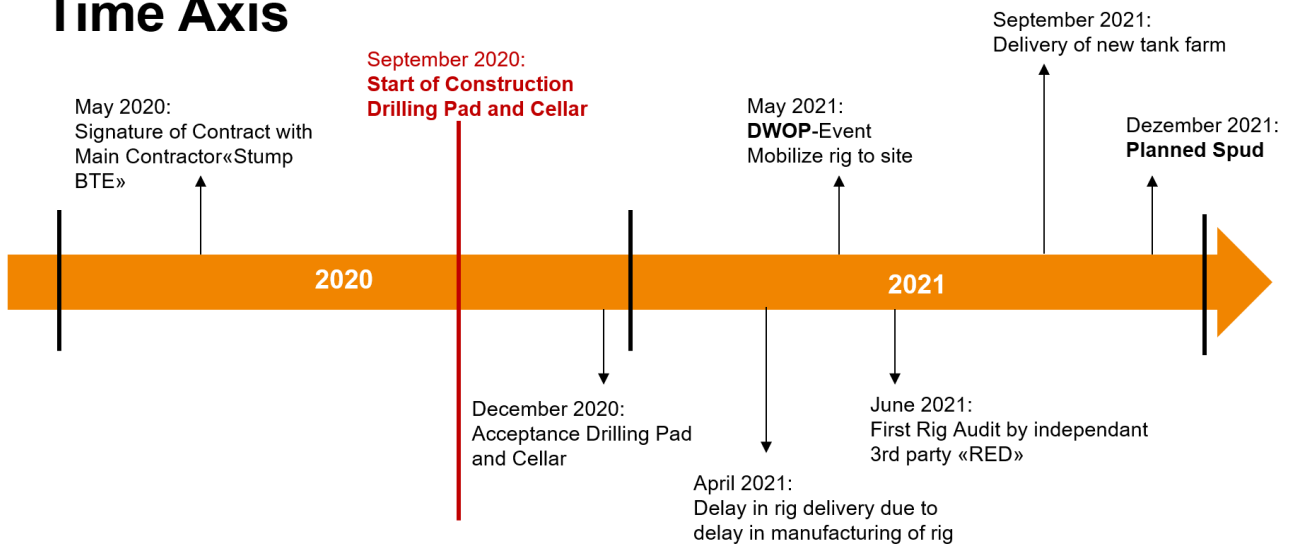 Time Axis
May 2020:
Signature of Contract with
Main Contractor«Stump
BTE»
September 2020:
Start of Construction
Drilling Pad and Cellar
May 2021:
DWOP-Event
Mobilize rig to site
September 2021:
Delivery of new tank farm
Dezember 2021:
Planned Spud
2020
2021
December 2020:
Acceptance Drilling Pad
and Cellar
April 2021:
Delay in rig delivery due to
delay in manufacturing of rig
June 2021:
First Rig Audit by independant
3rd party «RED»